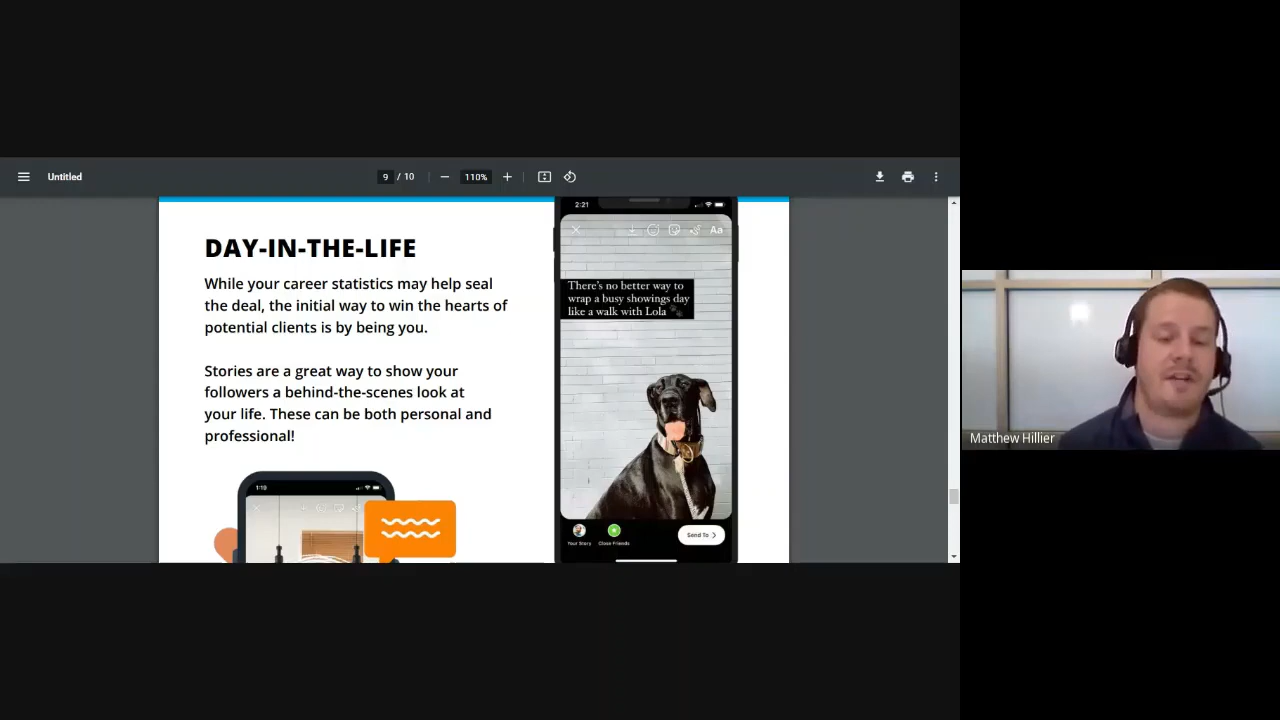 Untitled
9 / 10
110%
DAY-IN-THE-LIFE
While your career statistics may help seal
the deal, the initial way to win the hearts of
potential clients is by being you.
Stories are a great way to show your
followers a behind-the-scenes look at
your life. These can be both personal and
professional!
1:19
2:21
Aa
There's no better way to
wrap a busy showings day
like a walk with Lola 🐾
Your Story
Close Friends
Send To >
Matthew Hillier